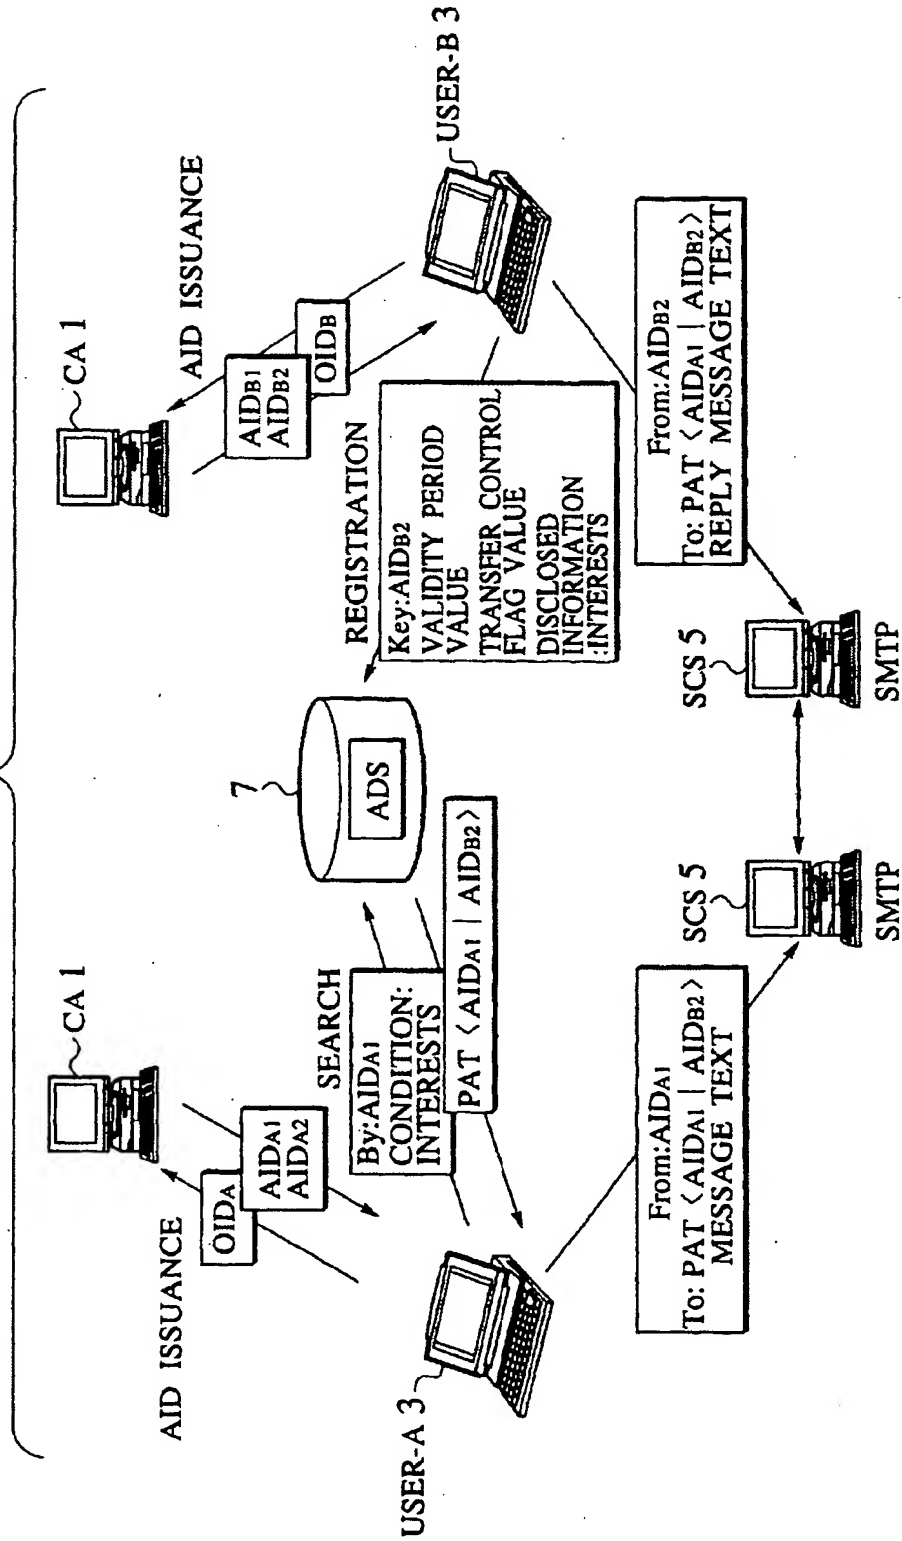 CA 1
CA 1
AID ISSUANCE
OIDA
AIDA1
AIDA2
AID ISSUANCE
AIDB1
AIDB2
OIDB
SEARCH
By:AIDA1
CONDITION:
INTERESTS
PAT <AIDA1 | AIDB2>
7
ADS
REGISTRATION
Key:AIDB2
VALIDITY PERIOD
VALUE
TRANSFER CONTROL
FLAG VALUE
DISCLOSED
INFORMATION
:INTERESTS
USER-A 3
USER-B 3
From:AIDA1
To: PAT <AIDA1 | AIDB2>
MESSAGE TEXT
From:AIDB2
To: PAT <AIDA1 | AIDB2>
REPLY MESSAGE TEXT
SCS 5
SCS 5
SMTP
SMTP